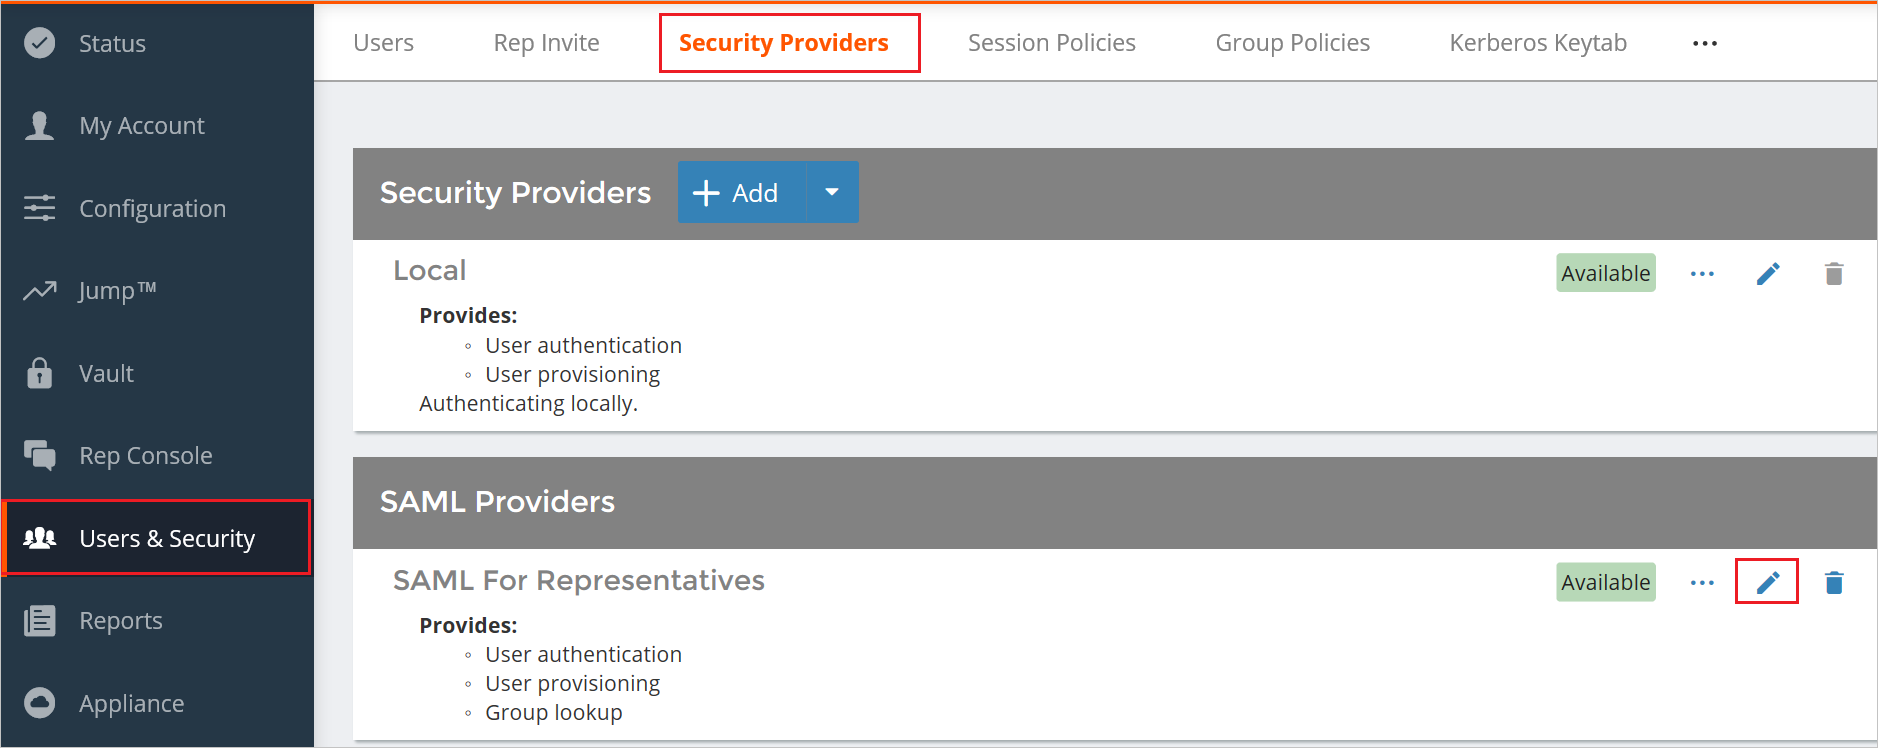 Status
My Account
Configuration
Jump™
Vault
Rep Console
Users & Security
Reports
Appliance
Users
Rep Invite
Security Providers
Session Policies
Group Policies
Kerberos Keytab
Security Providers
Add
Local
Available
Provides:
User authentication
User provisioning
Authenticating locally.
SAML Providers
SAML For Representatives
Available
Provides:
User authentication
User provisioning
Group lookup